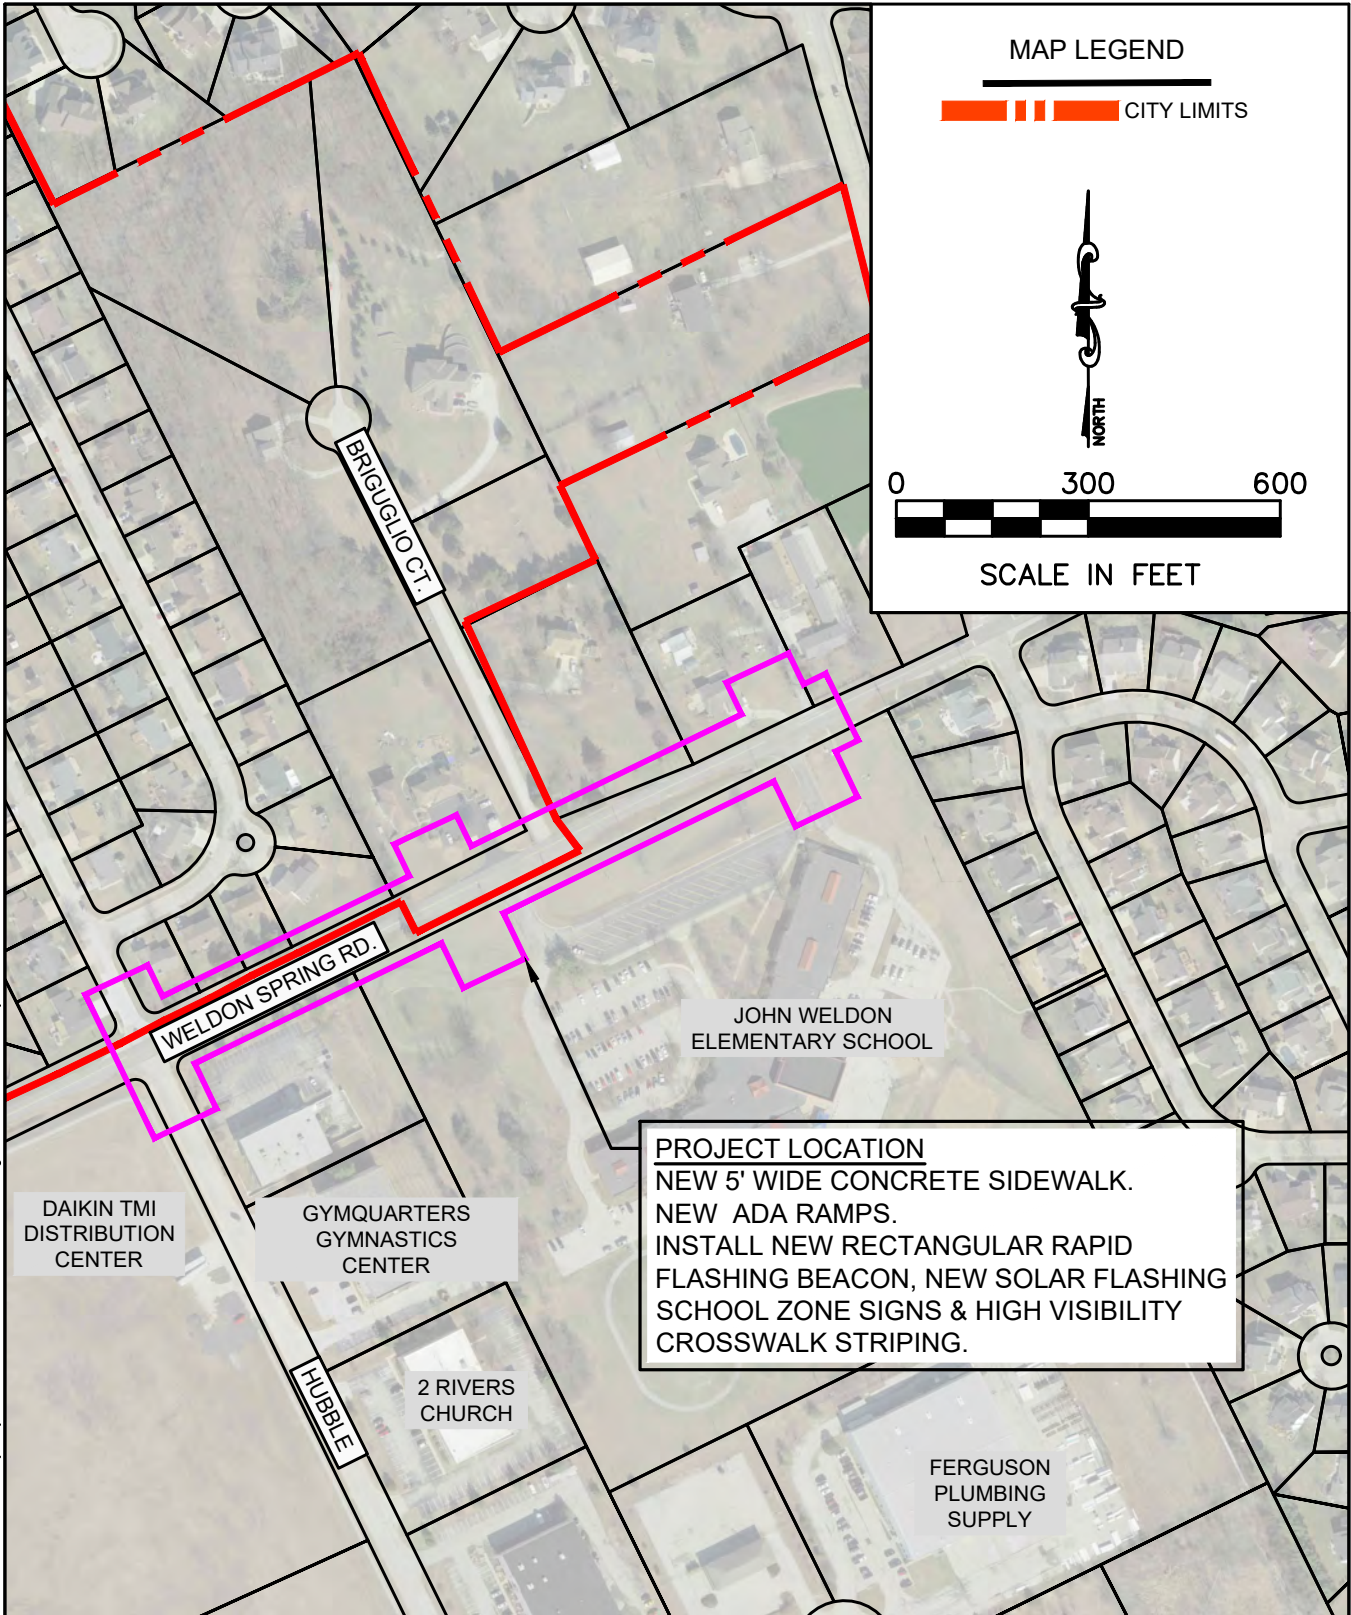 MAP LEGEND
CITY LIMITS
NORTH
0 300 600
SCALE IN FEET
BRIGUGLIO CT.
WELDON SPRING RD.
JOHN WELDON
ELEMENTARY SCHOOL
PROJECT LOCATION
NEW 5' WIDE CONCRETE SIDEWALK.
NEW ADA RAMPS.
INSTALL NEW RECTANGULAR RAPID
FLASHING BEACON, NEW SOLAR FLASHING
SCHOOL ZONE SIGNS & HIGH VISIBILITY
CROSSWALK STRIPING.
DAIKIN TMI
DISTRIBUTION
CENTER
GYMQUARTERS
GYMNASTICS
CENTER
HUBBLE
2 RIVERS
CHURCH
FERGUSON
PLUMBING
SUPPLY